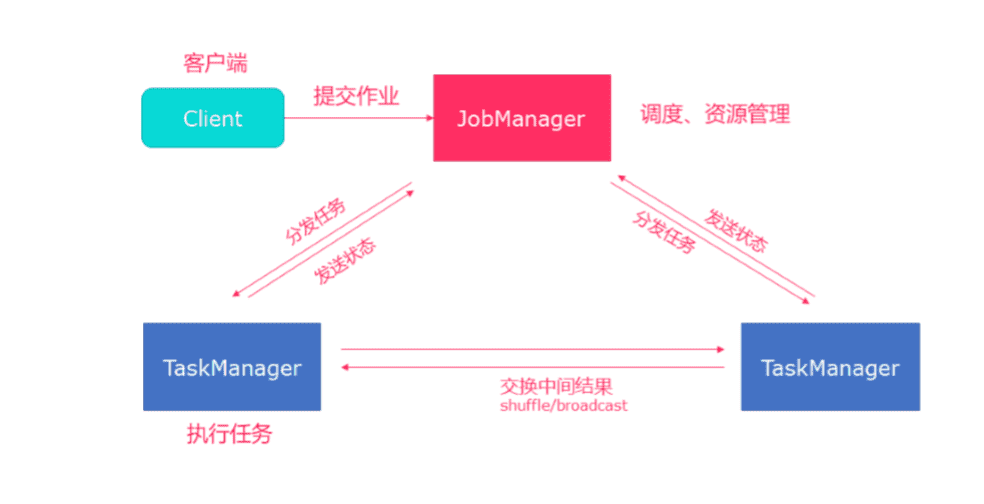 客户端
Client
提交作业
JobManager
调度、资源管理
分发任务
发送状态
发送状态
分发任务
TaskManager
TaskManager
交换中间结果
shuffle/broadcast
执行任务